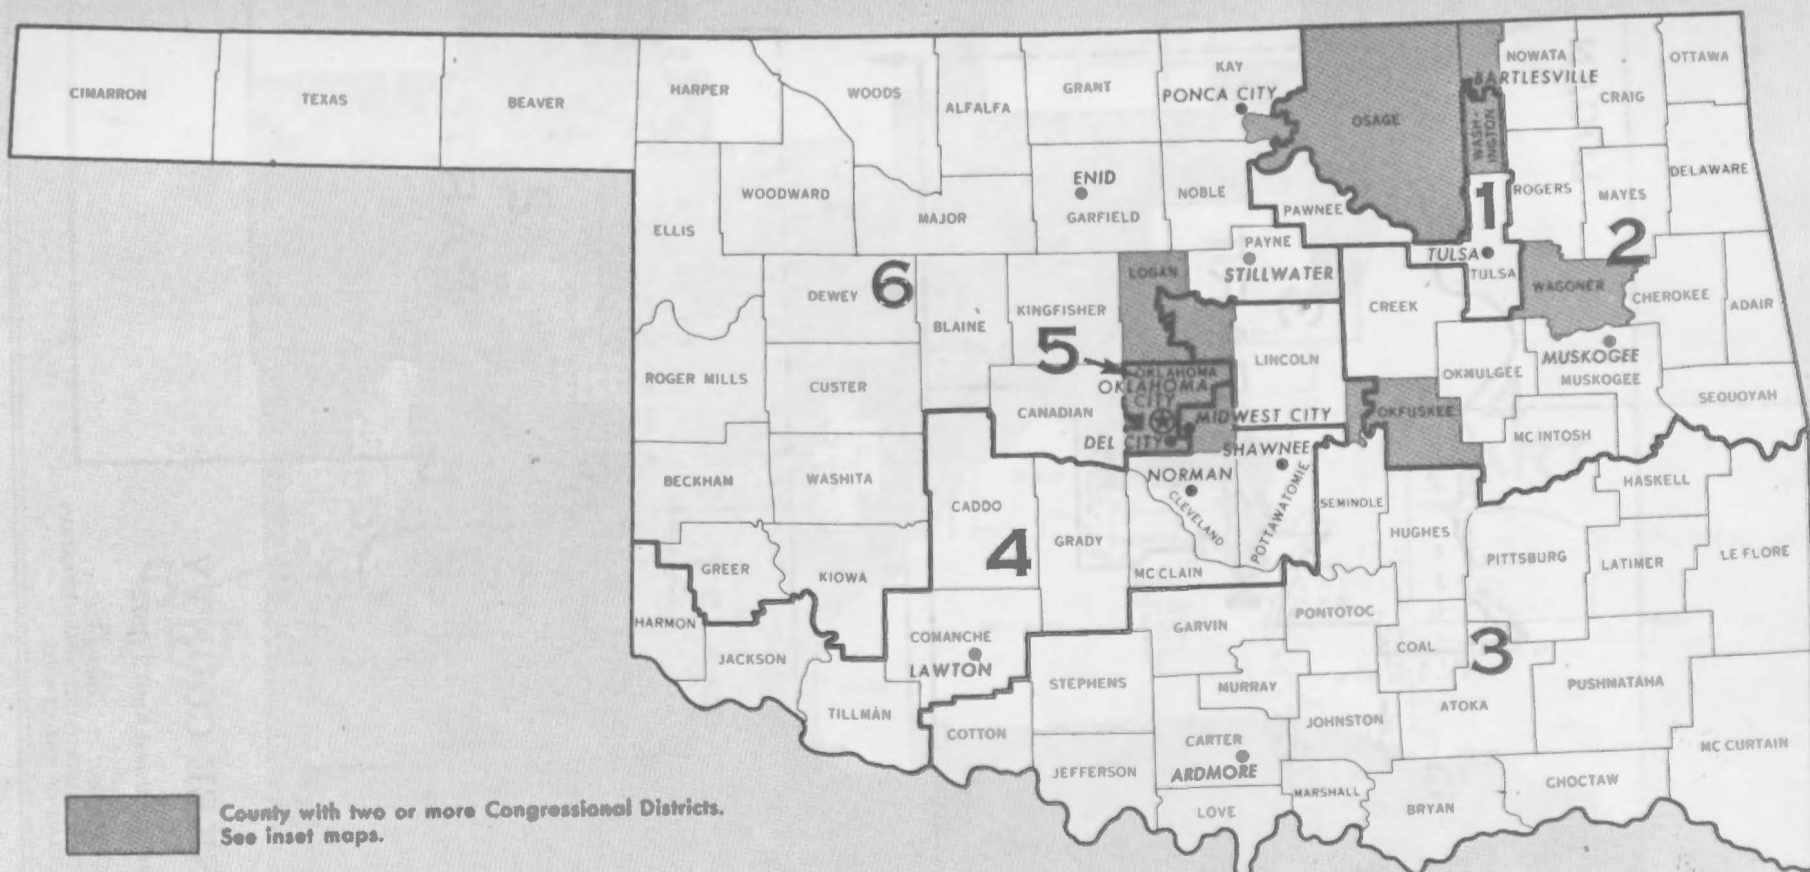 CIMARRON
TEXAS
BEAVER
HARPER
WOODS
ALFALFA
GRANT
KAY
PONCA CITY
OSAGE
WASH-
INGTON
BARTLESVILLE
NOWATA
CRAIG
OTTAWA
ELLIS
WOODWARD
MAJOR
ENID
GARFIELD
NOBLE
PAWNEE
1
ROGERS
MAYES
DELAWARE
2
TULSA
TULSA
PAYNE
STILLWATER
LOGAN
DEWEY
6
BLAINE
KINGFISHER
5
CREEK
WAGONER
CHEROKEE
ADAIR
ROGER MILLS
CUSTER
CANADIAN
OKLAHOMA
OKLAHOMA
CITY
LINCOLN
OKMULGEE
MUSKOGEE
MUSKOGEE
SEQUOYAH
MIDWEST CITY
DEL CITY
SHAWNEE
OKFUSKEE
MC INTOSH
BECKHAM
WASHITA
CADDO
NORMAN
CLEVELAND
POTTAWATOMIE
SEMINOLE
HUGHES
HASKELL
GREER
KIOWA
4
GRADY
MC CLAIN
PITTSBURG
LATIMER
LE FLORE
HARMON
JACKSON
COMANCHE
LAWTON
GARVIN
PONTOTOC
COAL
3
STEPHENS
MURRAY
PUSHMATAHA
TILLMAN
COTTON
JOHNSTON
ATOKA
CARTER
ARDMORE
MC CURTAIN
JEFFERSON
LOVE
MARSHALL
BRYAN
CHOCTAW
County with two or more Congressional Districts.
See inset maps.